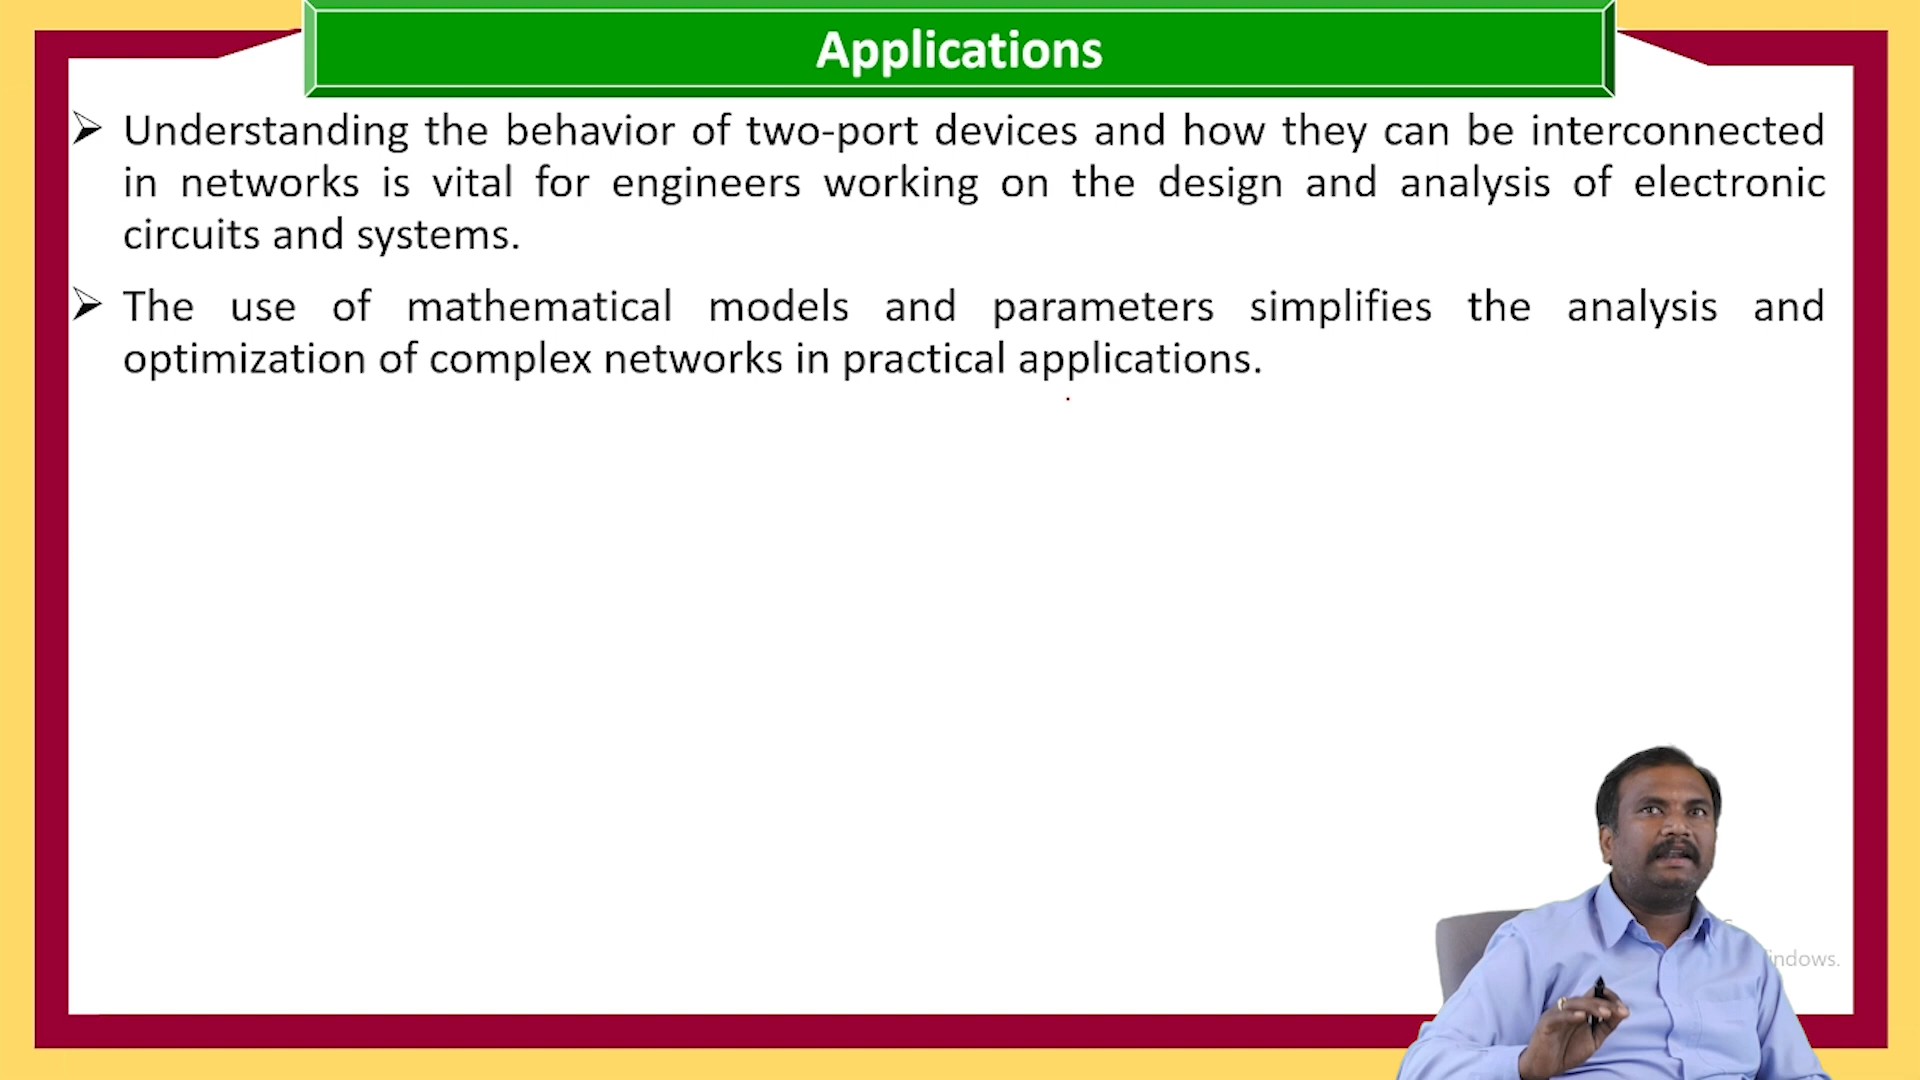 Applications
Understanding the behavior of two-port devices and how they can be interconnected
in networks is vital for engineers working on the design and analysis of electronic
circuits and systems.
The use of mathematical models and parameters simplifies the analysis and
optimization of complex networks in practical applications.
indows.